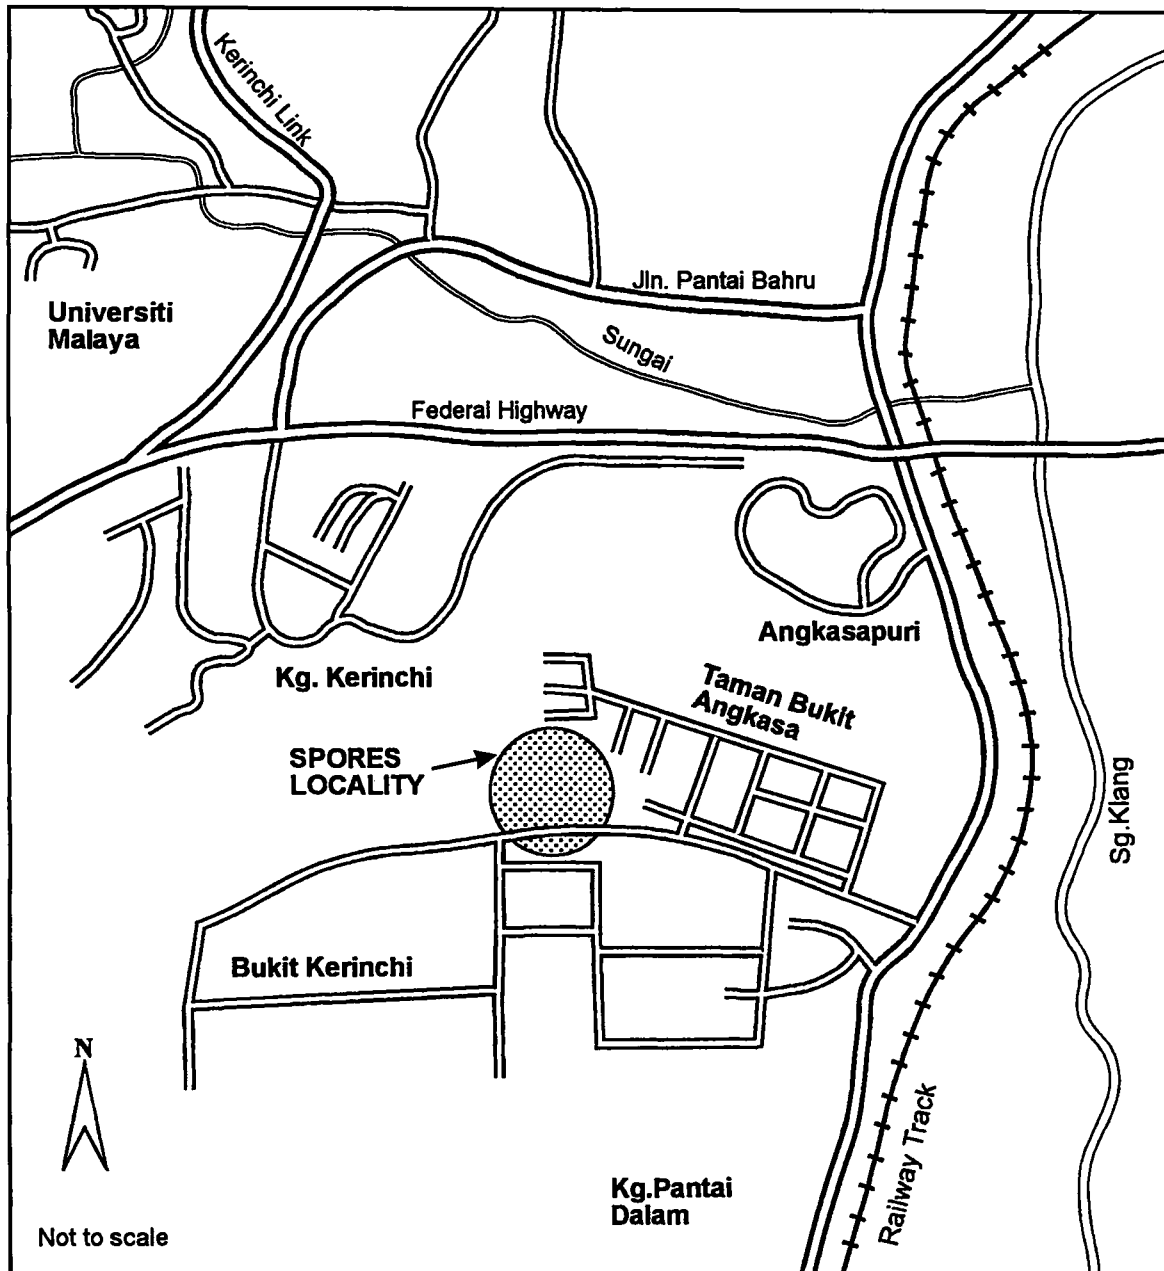 Kerinchi Link
Universiti
Malaya
Jln. Pantai Bahru
Sungai
Federal Highway
Angkasapuri
Kg. Kerinchi
Taman Bukit
Angkasa
SPORES
LOCALITY
Sg.Klang
Bukit Kerinchi
N
Railway Track
Kg.Pantai
Dalam
Not to scale